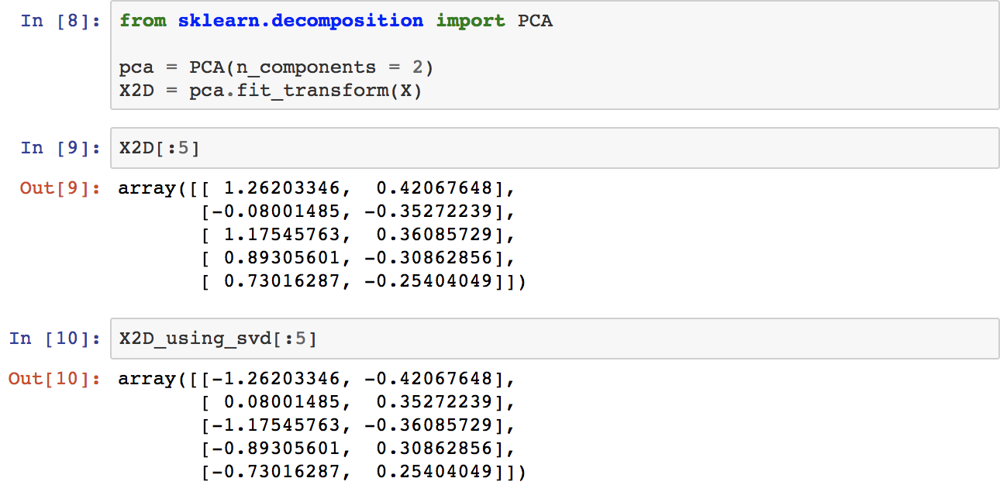 In [8]: from sklearn.decomposition import PCA
pca = PCA(n_components = 2)
X2D = pca.fit_transform(X)
In [9]: X2D[:5]
Out[9]: array([[ 1.26203346,  0.42067648],
[-0.08001485, -0.35272239],
[ 1.17545763,  0.36085729],
[ 0.89305601, -0.30862856],
[ 0.73016287, -0.25404049]])
In [10]: X2D_using_svd[:5]
Out[10]: array([[-1.26203346, -0.42067648],
[ 0.08001485,  0.35272239],
[-1.17545763, -0.36085729],
[-0.89305601,  0.30862856],
[-0.73016287,  0.25404049]])